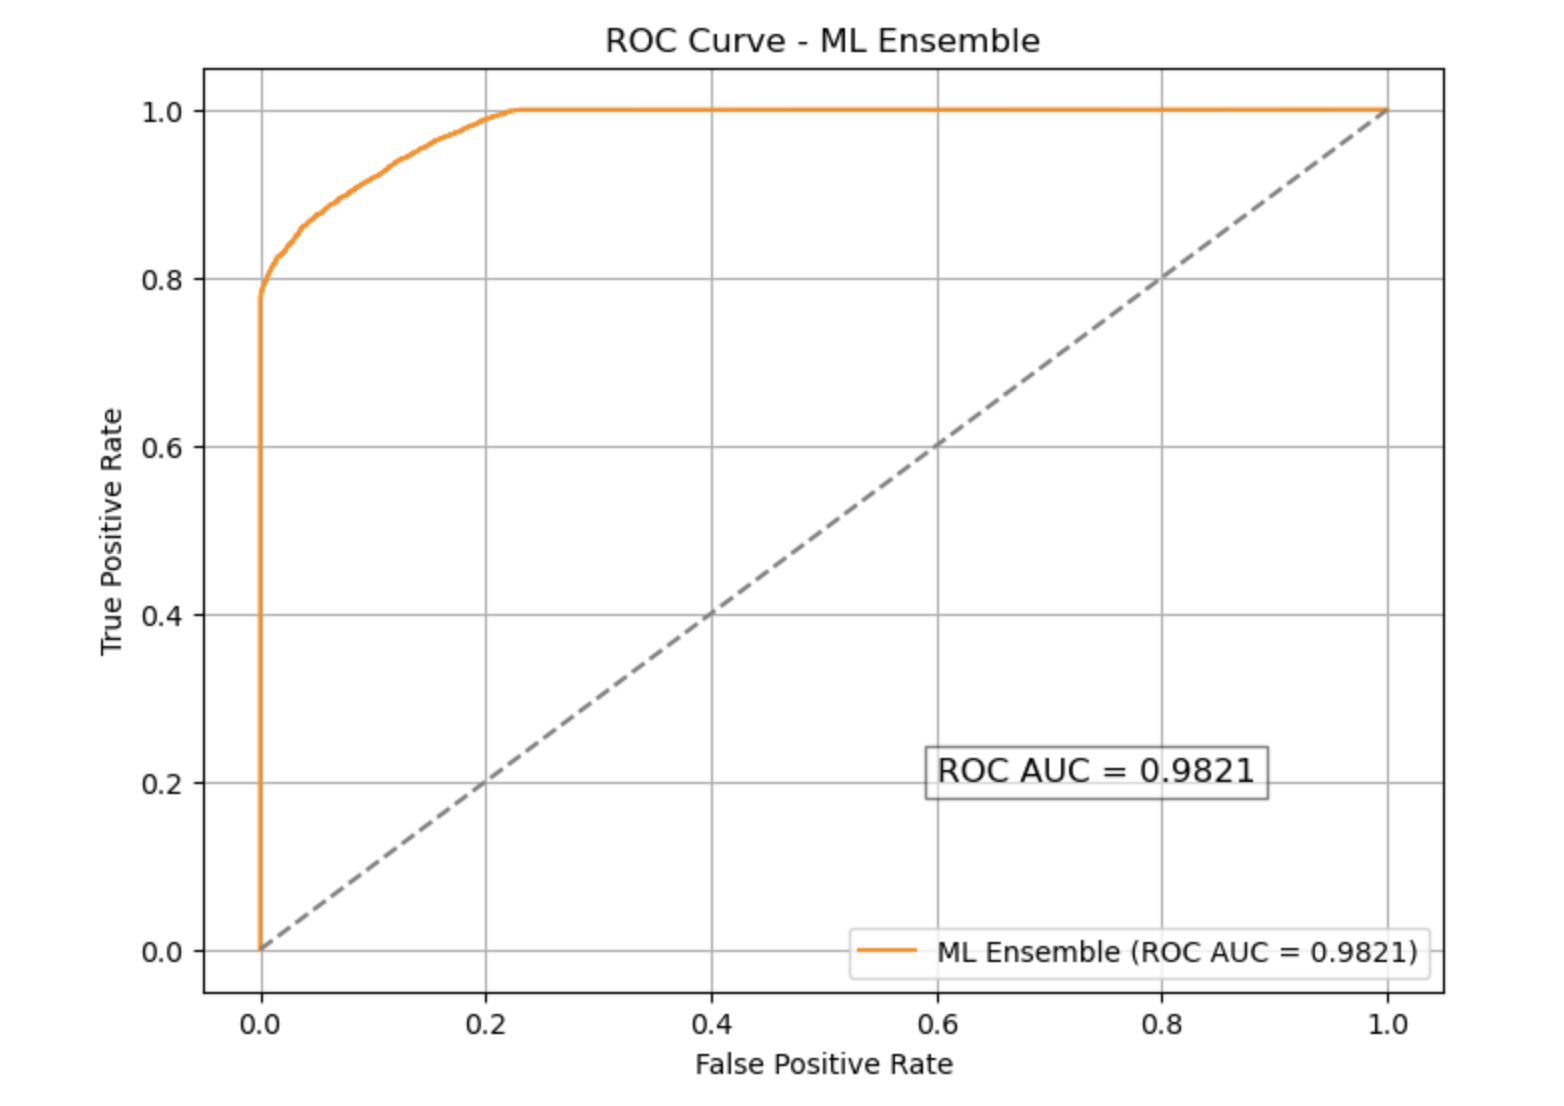 ROC Curve - ML Ensemble
1.0
0.8
0.6
0.4
0.2
0.0
True Positive Rate
ROC AUC = 0.9821
ML Ensemble (ROC AUC = 0.9821)
0.0 0.2 0.4 0.6 0.8 1.0
False Positive Rate